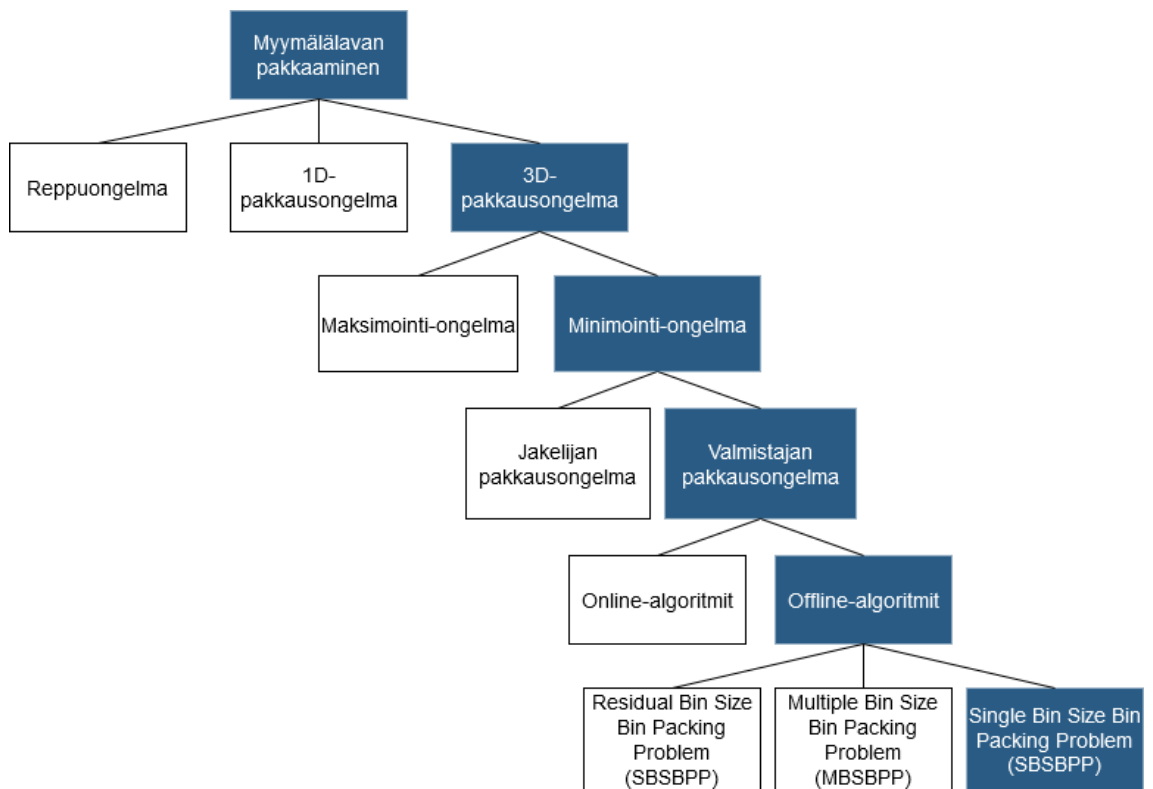 Myymälälavan
pakkaaminen
Reppuongelma
1D-
pakkausongelma
3D-
pakkausongelma
Maksimointi-ongelma
Minimointi-ongelma
Jakelijan
pakkausongelma
Valmistajan
pakkausongelma
Online-algoritmit
Offline-algoritmit
Residual Bin Size
Bin Packing
Problem
(SBSBPP)
Multiple Bin Size
Bin Packing
Problem
(MBSBPP)
Single Bin Size Bin
Packing Problem
(SBSBPP)